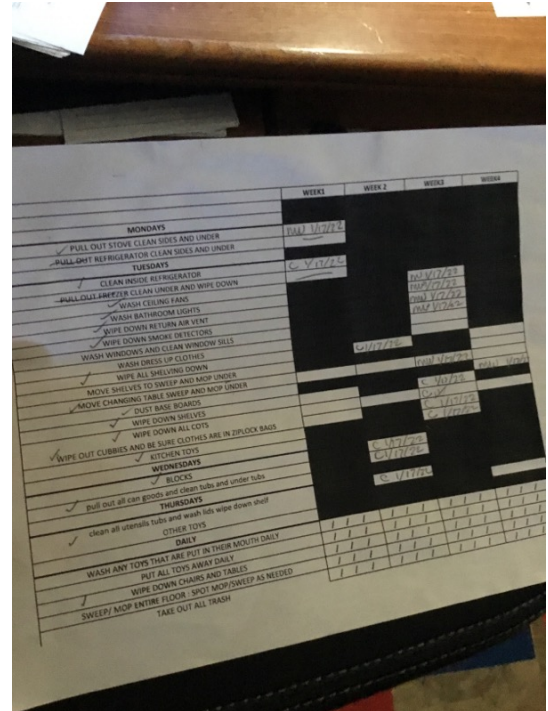 WEEK1 WEEK 2 WEEK3 WEEK4
MONDAYS
PULL OUT STOVE CLEAN SIDES AND UNDER
PULL OUT REFRIGERATOR CLEAN SIDES AND UNDER
TUESDAYS
CLEAN INSIDE REFRIGERATOR
PULL OUT FREEZER CLEAN UNDER AND WIPE DOWN
WASH CEILING FANS
WASH BATHROOM LIGHTS
WIPE DOWN RETURN AIR VENT
WIPE DOWN SMOKE DETECTORS
WASH WINDOWS AND CLEAN WINDOW SILLS
WASH DRESS UP CLOTHES
WIPE ALL SHELVING DOWN
MOVE SHELVES TO SWEEP AND MOP UNDER
MOVE CHANGING TABLE SWEEP AND MOP UNDER
DUST BASE BOARDS
WIPE DOWN SHELVES
WIPE DOWN ALL COTS
WIPE OUT CUBBIES AND BE SURE CLOTHES ARE IN ZIPLOCK BAGS
KITCHEN TOYS
WEDNESDAYS
BLOCKS
pull out all can goods and clean tubs and under tubs
THURSDAYS
clean all utensils tubs and wash lids wipe down shelf
OTHER TOYS
DAILY
WASH ANY TOYS THAT ARE PUT IN THEIR MOUTH DAILY
PUT ALL TOYS AWAY DAILY
WIPE DOWN CHAIRS AND TABLES
SWEEP/ MOP ENTIRE FLOOR : SPOT MOP/SWEEP AS NEEDED
TAKE OUT ALL TRASH